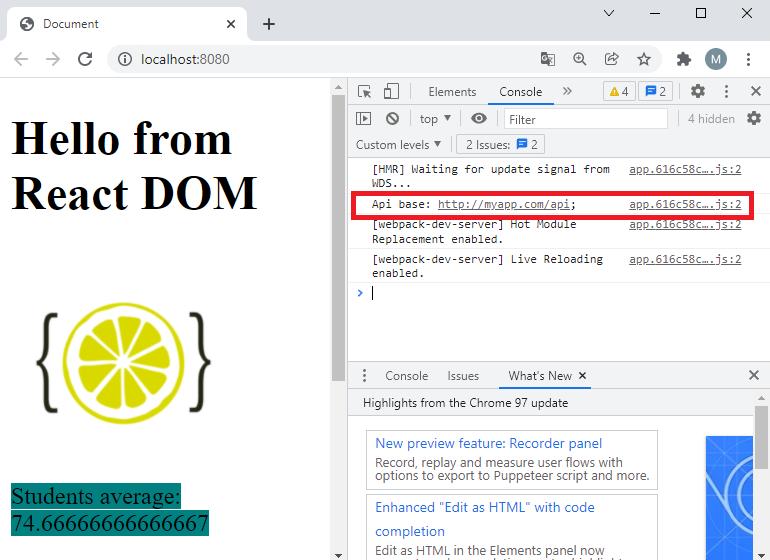 Document
localhost:8080
M
Elements Console 4 2
top Filter 4 hidden
Custom levels 2 Issues: 2
Hello from
React DOM
{ }
Students average:
74.66666666666667
[HMR] Waiting for update signal from app.616c58c….js:2
WDS...
Api base: http://myapp.com/api; app.616c58c….js:2
[webpack-dev-server] Hot Module app.616c58c….js:2
Replacement enabled.
[webpack-dev-server] Live Reloading app.616c58c….js:2
enabled.
Console Issues What's New
Highlights from the Chrome 97 update
New preview feature: Recorder panel
Record, replay and measure user flows with
options to export to Puppeteer script and more.
Enhanced "Edit as HTML" with code
completion
Edit as HTML in the Elements panel now